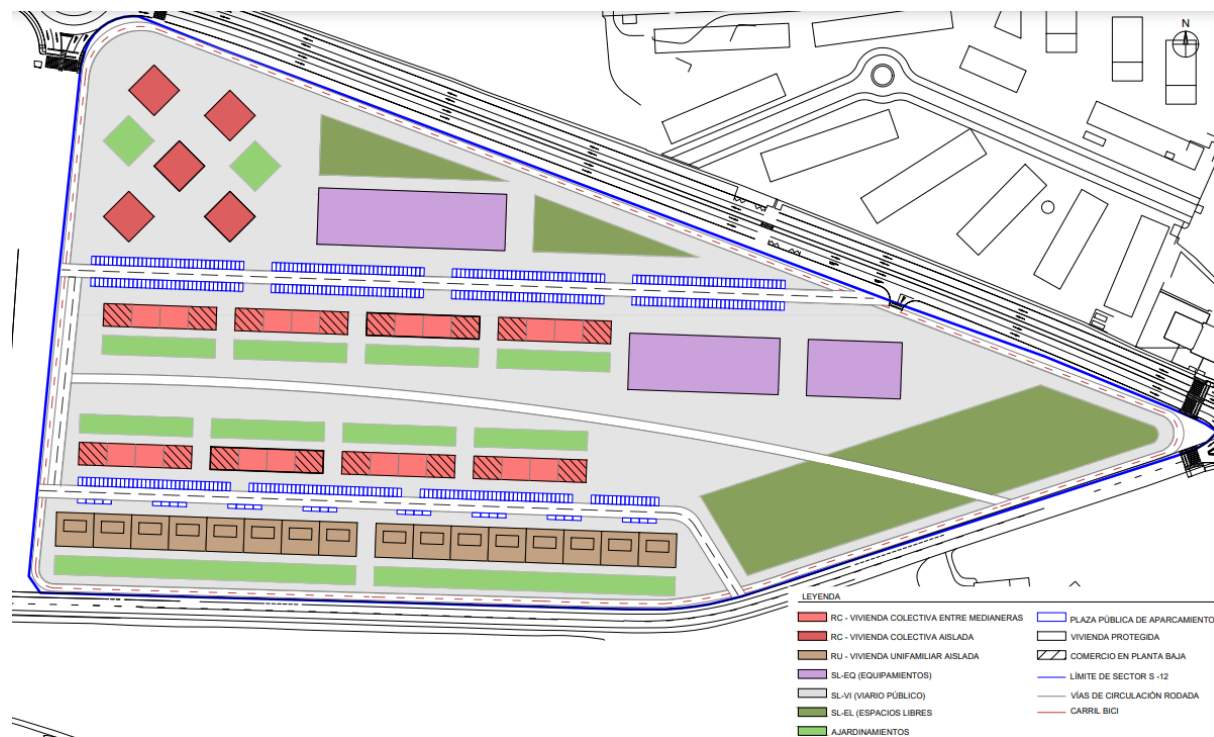 N
LEYENDA
RC - VIVIENDA COLECTIVA ENTRE MEDIANERAS
RC - VIVIENDA COLECTIVA AISLADA
RU - VIVIENDA UNIFAMILIAR AISLADA
SL-EQ (EQUIPAMIENTOS)
SL-VI (VIARIO PÚBLICO)
SL-EL (ESPACIOS LIBRES
AJARDINAMIENTOS
PLAZA PÚBLICA DE APARCAMIENTO
VIVIENDA PROTEGIDA
COMERCIO EN PLANTA BAJA
LÍMITE DE SECTOR S -12
VÍAS DE CIRCULACIÓN RODADA
CARRIL BICI